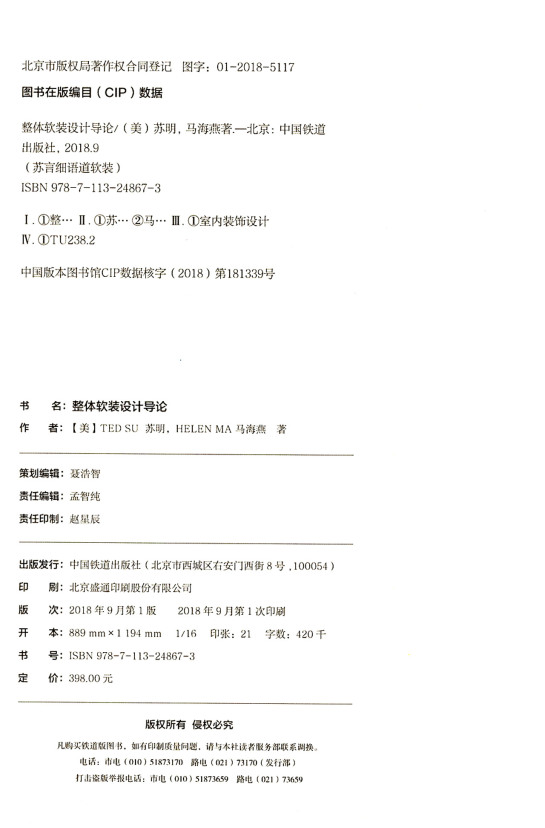 北京市版权局著作权合同登记 图字：01-2018-5117
图书在版编目（CIP）数据
整体软装设计导论/（美）苏明, 马海燕著.—北京：中国铁道
出版社, 2018.9
（苏言细语道软装）
ISBN 978-7-113-24867-3
Ⅰ. ①整… Ⅱ. ①苏… ②马… Ⅲ. ①室内装饰设计
Ⅳ. ①TU238.2
中国版本图书馆CIP数据核字（2018）第181339号
书 名：整体软装设计导论
作 者：【美】TED SU 苏明, HELEN MA 马海燕 著
策划编辑：聂浩智
责任编辑：孟智纯
责任印制：赵星辰
出版发行：中国铁道出版社（北京市西城区右安门西街 8 号 ,100054）
印 刷：北京盛通印刷股份有限公司
版 次：2018 年 9 月第 1 版 2018 年 9 月第 1 次印刷
开 本：889 mm×1 194 mm 1/16 印张：21 字数：420 千
书 号：ISBN 978-7-113-24867-3
定 价：398.00 元
版权所有 侵权必究
凡购买铁道版图书，如有印制质量问题，请与本社读者服务部联系调换。
电话：市电（010）51873170 路电（021）73170（发行部）
打击盗版举报电话：市电（010）51873659 路电（021）73659